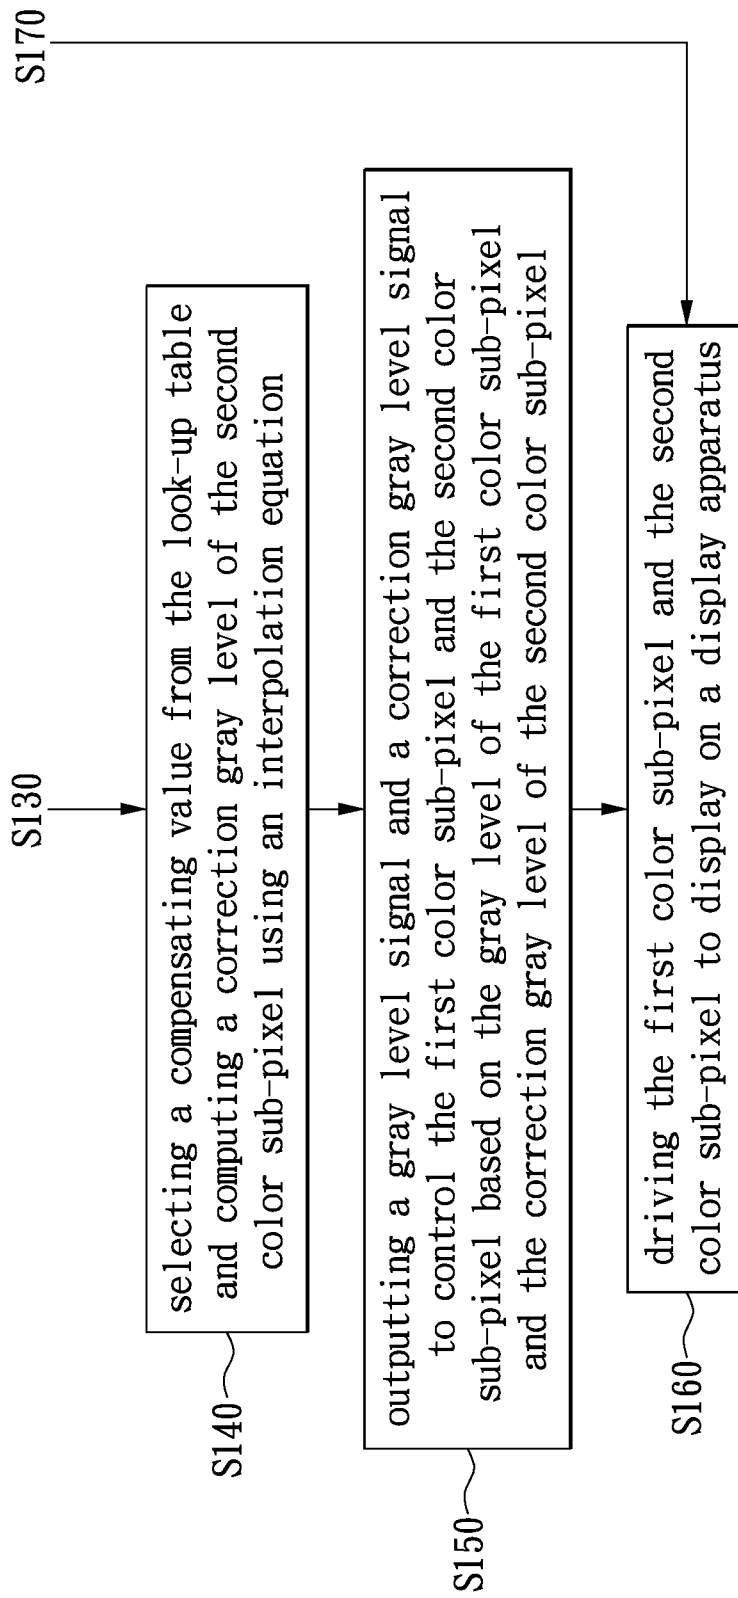 S130
S170
selecting a compensating value from the look-up table
and computing a correction gray level of the second
color sub-pixel using an interpolation equation
S140
outputting a gray level signal and a correction gray level signal
to control the first color sub-pixel and the second color
sub-pixel based on the gray level of the first color sub-pixel
and the correction gray level of the second color sub-pixel
S150
driving the first color sub-pixel and the second
color sub-pixel to display on a display apparatus
S160